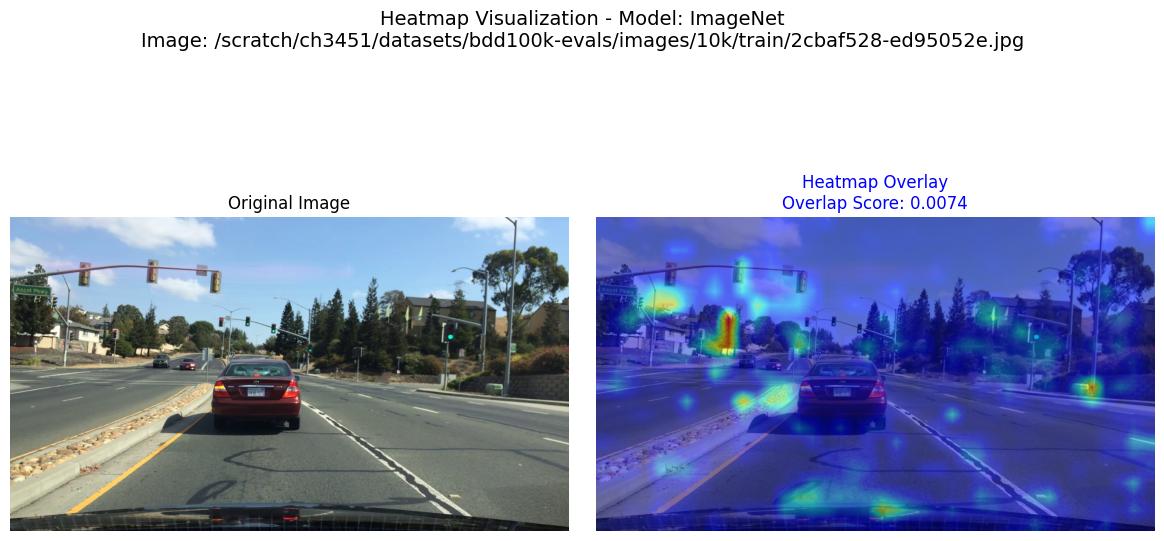 Heatmap Visualization - Model: ImageNet
Image: /scratch/ch3451/datasets/bdd100k-evals/images/10k/train/2cbaf528-ed95052e.jpg
Original Image
Heatmap Overlay
Overlap Score: 0.0074